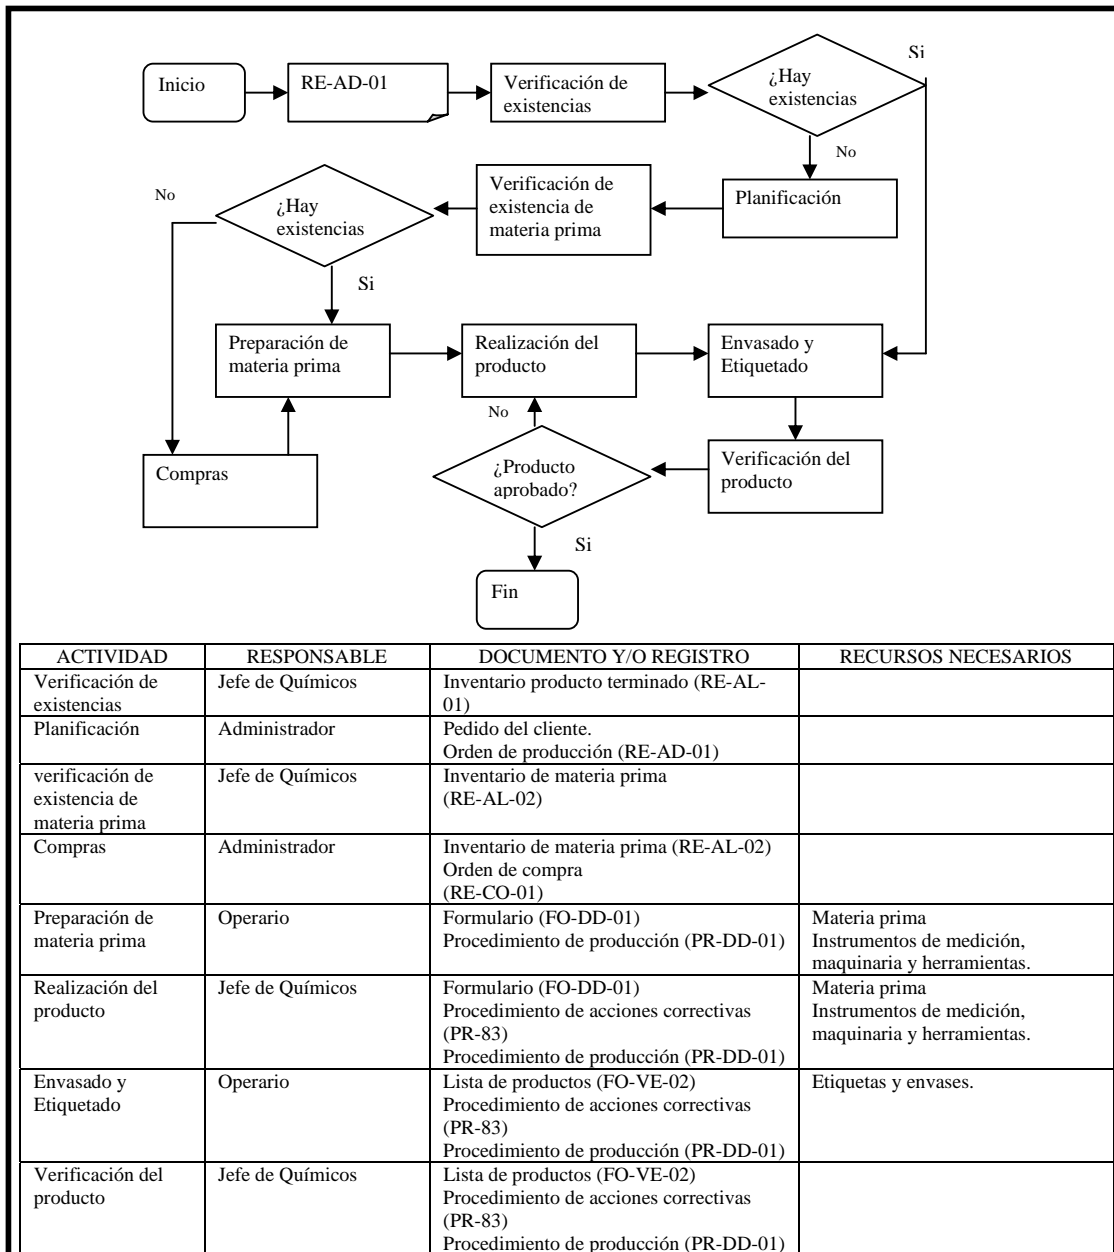 Si
Inicio
RE-AD-01
Verificación de
existencias
¿Hay
existencias
No
Planificación
Verificación de
existencia de
materia prima
¿Hay
existencias
No
Si
Preparación de
materia prima
Realización del
producto
Envasado y
Etiquetado
No
Compras
¿Producto
aprobado?
Verificación del
producto
Si
Fin
ACTIVIDAD RESPONSABLE DOCUMENTO Y/O REGISTRO RECURSOS NECESARIOS
Verificación de
existencias
Jefe de Químicos
Inventario producto terminado (RE-AL-
01)
Planificación
Administrador
Pedido del cliente.
Orden de producción (RE-AD-01)
verificación de
existencia de
materia prima
Jefe de Químicos
Inventario de materia prima
(RE-AL-02)
Compras
Administrador
Inventario de materia prima (RE-AL-02)
Orden de compra
(RE-CO-01)
Preparación de
materia prima
Operario
Formulario (FO-DD-01)
Procedimiento de producción (PR-DD-01)
Materia prima
Instrumentos de medición,
maquinaria y herramientas.
Realización del
producto
Jefe de Químicos
Formulario (FO-DD-01)
Procedimiento de acciones correctivas
(PR-83)
Procedimiento de producción (PR-DD-01)
Materia prima
Instrumentos de medición,
maquinaria y herramientas.
Envasado y
Etiquetado
Operario
Lista de productos (FO-VE-02)
Procedimiento de acciones correctivas
(PR-83)
Procedimiento de producción (PR-DD-01)
Etiquetas y envases.
Verificación del
producto
Jefe de Químicos
Lista de productos (FO-VE-02)
Procedimiento de acciones correctivas
(PR-83)
Procedimiento de producción (PR-DD-01)